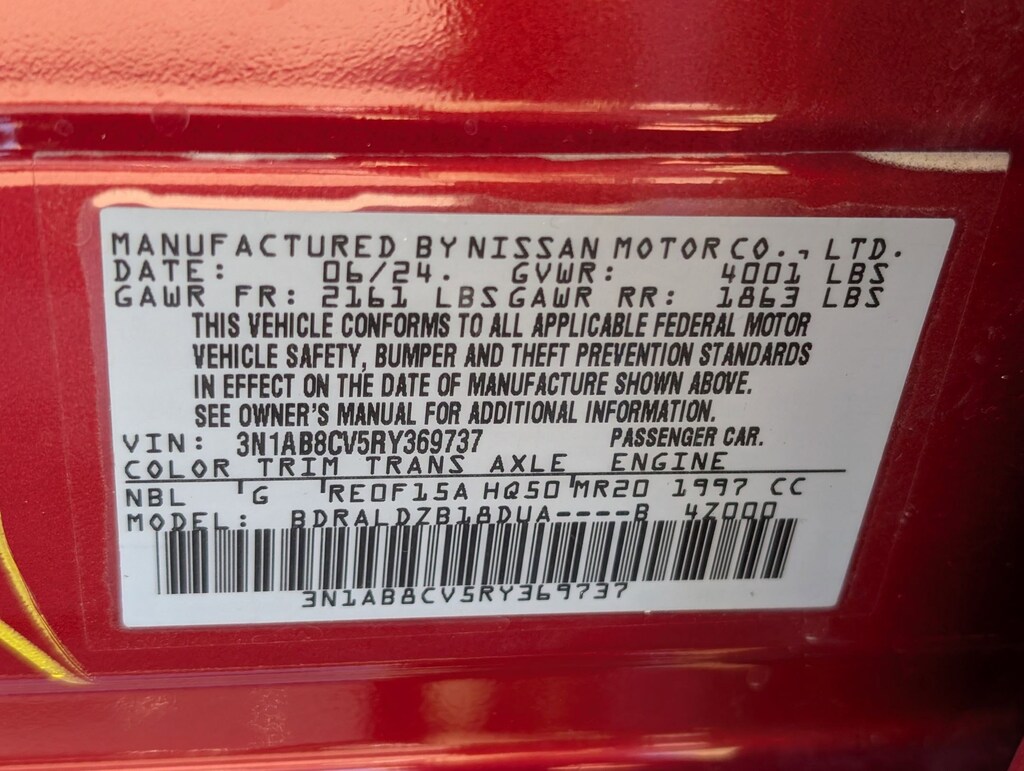 MANUFACTURED BY NISSAN MOTOR CO., LTD.
DATE: 06/24. GVWR: 4001 LBS
GAWR FR: 2161 LBS GAWR RR: 1863 LBS
THIS VEHICLE CONFORMS TO ALL APPLICABLE FEDERAL MOTOR
VEHICLE SAFETY, BUMPER AND THEFT PREVENTION STANDARDS
IN EFFECT ON THE DATE OF MANUFACTURE SHOWN ABOVE.
SEE OWNER'S MANUAL FOR ADDITIONAL INFORMATION.
VIN: 3N1AB8CV5RY369737 PASSENGER CAR.
COLOR TRIM TRANS AXLE ENGINE
NBL G RE0F15A HQ50 MR20 1997 CC
MODEL: BDRALDZB18DUA----B 4Z000
3N1AB8CV5RY369737